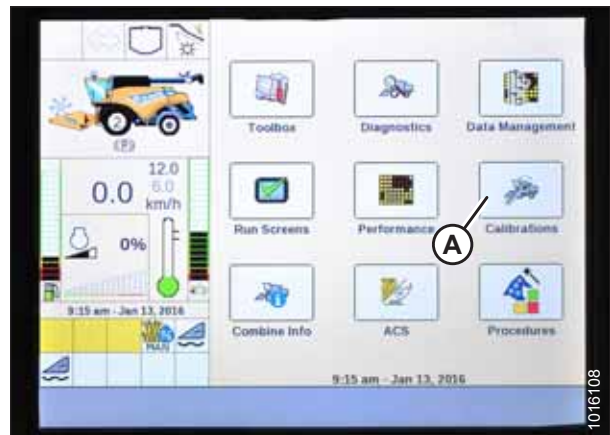 Toolbox
Diagnostics
Data Management
2
(P)
12.0
6.0
km/h
0.0
Run Screens
Performance
Calibrations
A
0%
9:15 am - Jan 13, 2016
MAN
Combine Info
ACS
Procedures
9:15 am - Jan 13, 2016
1016108